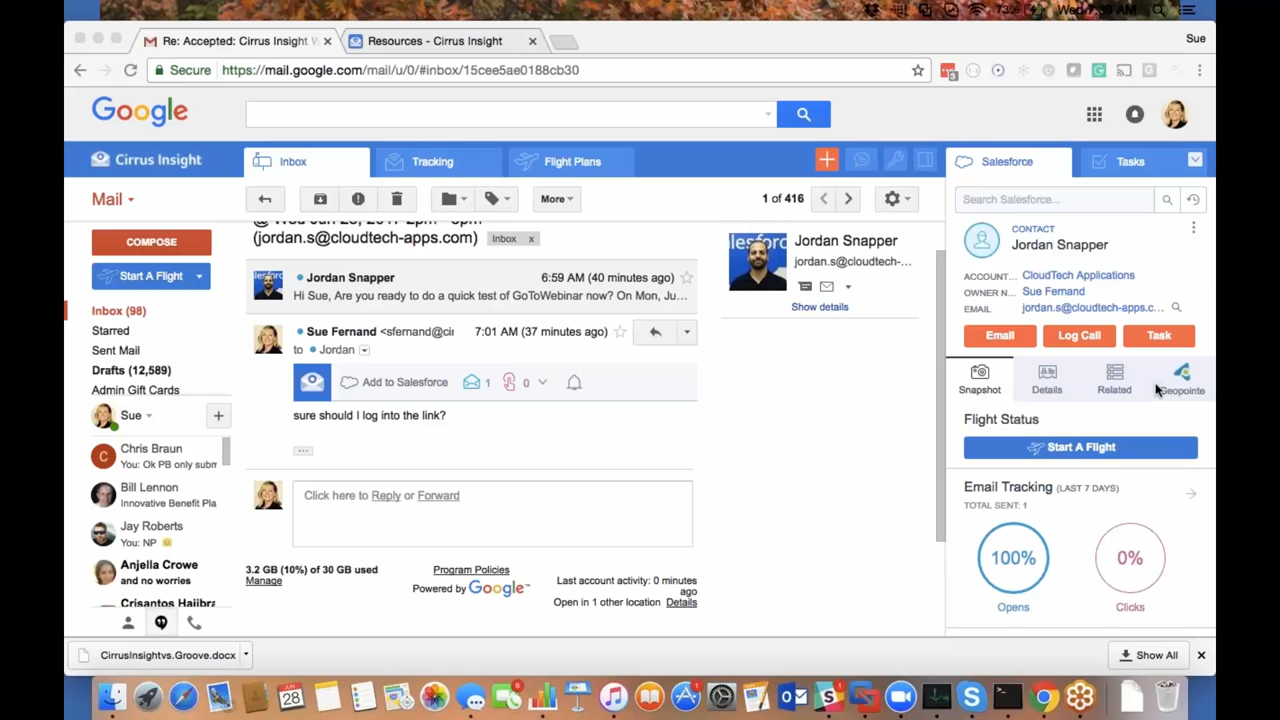 73%
Wed 7:39 AM
Re: Accepted: Cirrus Insight W
Resources - Cirrus Insight
Sue
Secure
https://mail.google.com/mail/u/0/#inbox/15cee5ae0188cb30
Google
Cirrus Insight
Inbox
Tracking
Flight Plans
Salesforce
Tasks
Mail
More
1 of 416
Search Salesforce...
(jordan.s@cloudtech-apps.com)
Inbox x
COMPOSE
Start A Flight
Inbox (98)
Starred
Sent Mail
Drafts (12,589)
Admin Gift Cards
Sue
Chris Braun
You: Ok PB only subm
Bill Lennon
Innovative Benefit Pla
Jay Roberts
You: NP
Anjella Crowe
and no worries
Jordan Snapper
6:59 AM (40 minutes ago)
Hi Sue, Are you ready to do a quick test of GoToWebinar now? On Mon, Ju...
Sue Fernand <sfernand@cir
7:01 AM (37 minutes ago)
to Jordan
Add to Salesforce
1
0
sure should I log into the link?
...
Click here to Reply or Forward
3.2 GB (10%) of 30 GB used
Manage
Program Policies
Powered by Google™
Last account activity: 0 minutes
ago
Open in 1 other location Details
Jordan Snapper
jordan.s@cloudtech-...
Show details
CONTACT
Jordan Snapper
ACCOUNT... CloudTech Applications
OWNER N... Sue Fernand
EMAIL jordan.s@cloudtech-apps.c...
Email
Log Call
Task
Snapshot
Details
Related
Geopointe
Flight Status
Start A Flight
Email Tracking (LAST 7 DAYS)
TOTAL SENT: 1
100%
0%
Opens
Clicks
CirrusInsightvs.Groove.docx
Show All
JUN
28